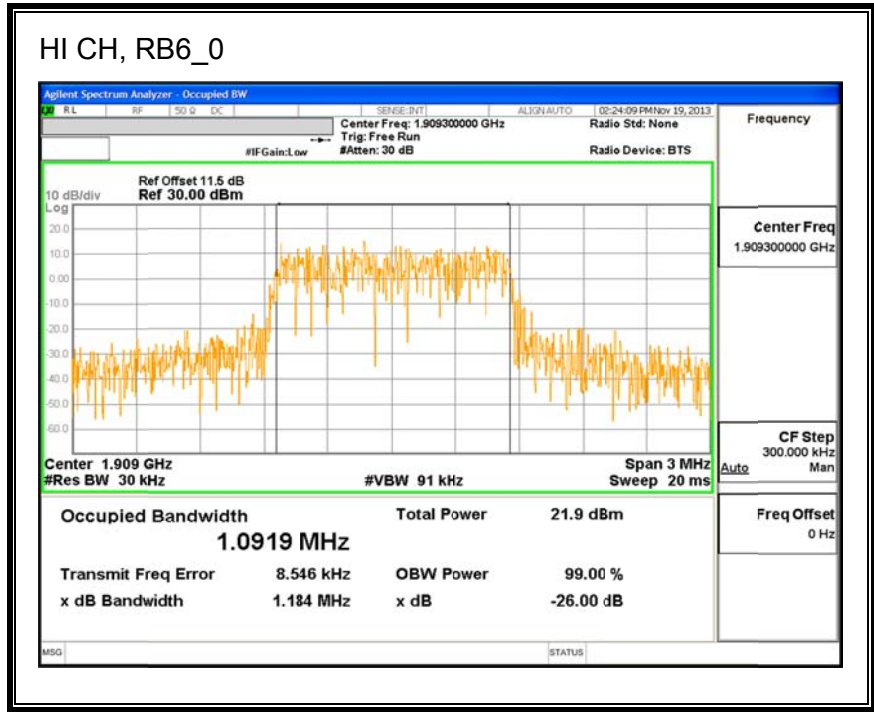 HI CH, RB6_0
Agilent Spectrum Analyzer - Occupied BW
RL RF 50 Ω DC SENSE:INT ALIGN AUTO 02:24:09 PM Nov 19, 2013
Center Freq: 1.909300000 GHz Radio Std: None
Trig: Free Run
#IFGain:Low #Atten: 30 dB Radio Device: BTS
Frequency
Ref Offset 11.5 dB
10 dB/div Ref 30.00 dBm
Log
20.0
10.0
0.00
-10.0
-20.0
-30.0
-40.0
-50.0
-60.0
Center Freq
1.909300000 GHz
CF Step
300.000 kHz
Auto Man
Freq Offset
0 Hz
Center 1.909 GHz Span 3 MHz
#Res BW 30 kHz #VBW 91 kHz Sweep 20 ms
Occupied Bandwidth Total Power 21.9 dBm
1.0919 MHz
Transmit Freq Error 8.546 kHz OBW Power 99.00 %
x dB Bandwidth 1.184 MHz x dB -26.00 dB
MSG STATUS